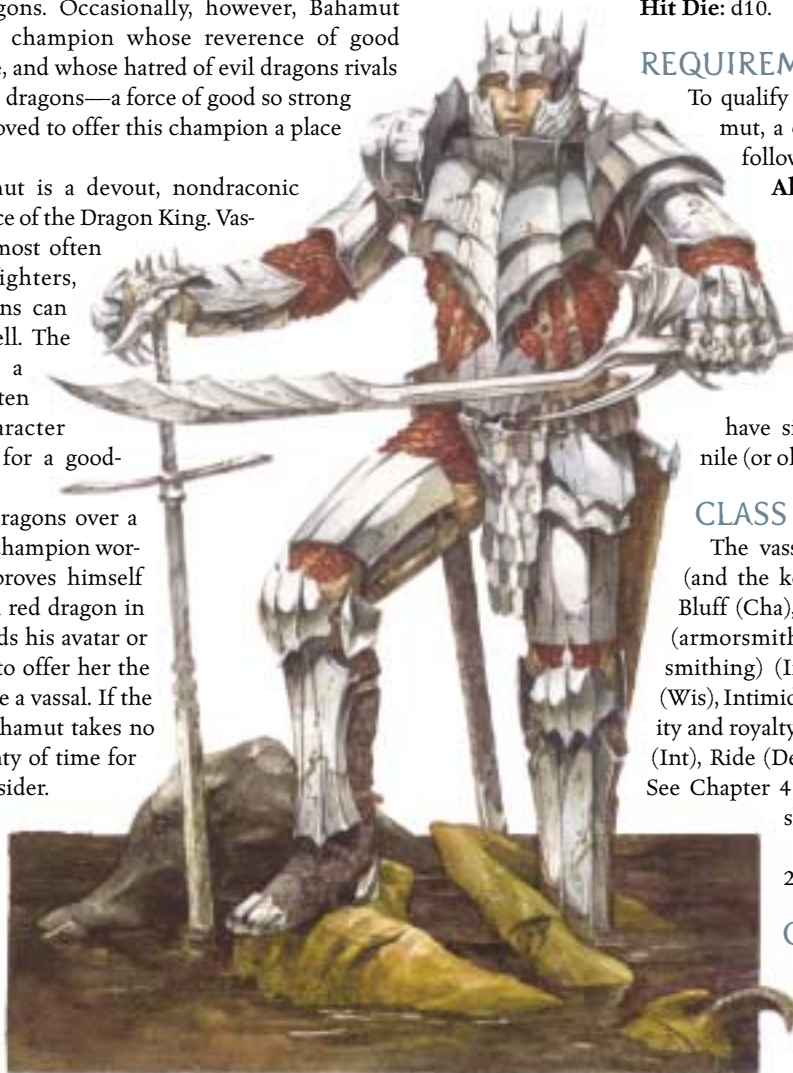 gons. Occasionally, however, Bahamut
champion whose reverence of good
e, and whose hatred of evil dragons rivals
dragons—a force of good so strong
oved to offer this champion a place
mut is a devout, nondraconic
ce of the Dragon King. Vas-
most often
ighters,
ns can
ell. The
a
ten
aracter
for a good-
ragons over a
hampion wor-
proves himself
red dragon in
ds his avatar or
to offer her the
e a vassal. If the
hamut takes no
nty of time for
sider.
Hit Die: d10.
REQUIREM
To qualify
mut, a
follow
Al
have si
nile (or ol
CLASS
The vass
(and the k
Bluff (Cha),
(armorsmith
smithing) (I
(Wis), Intimid
ity and royalty
(Int), Ride (De
See Chapter 4
s
2